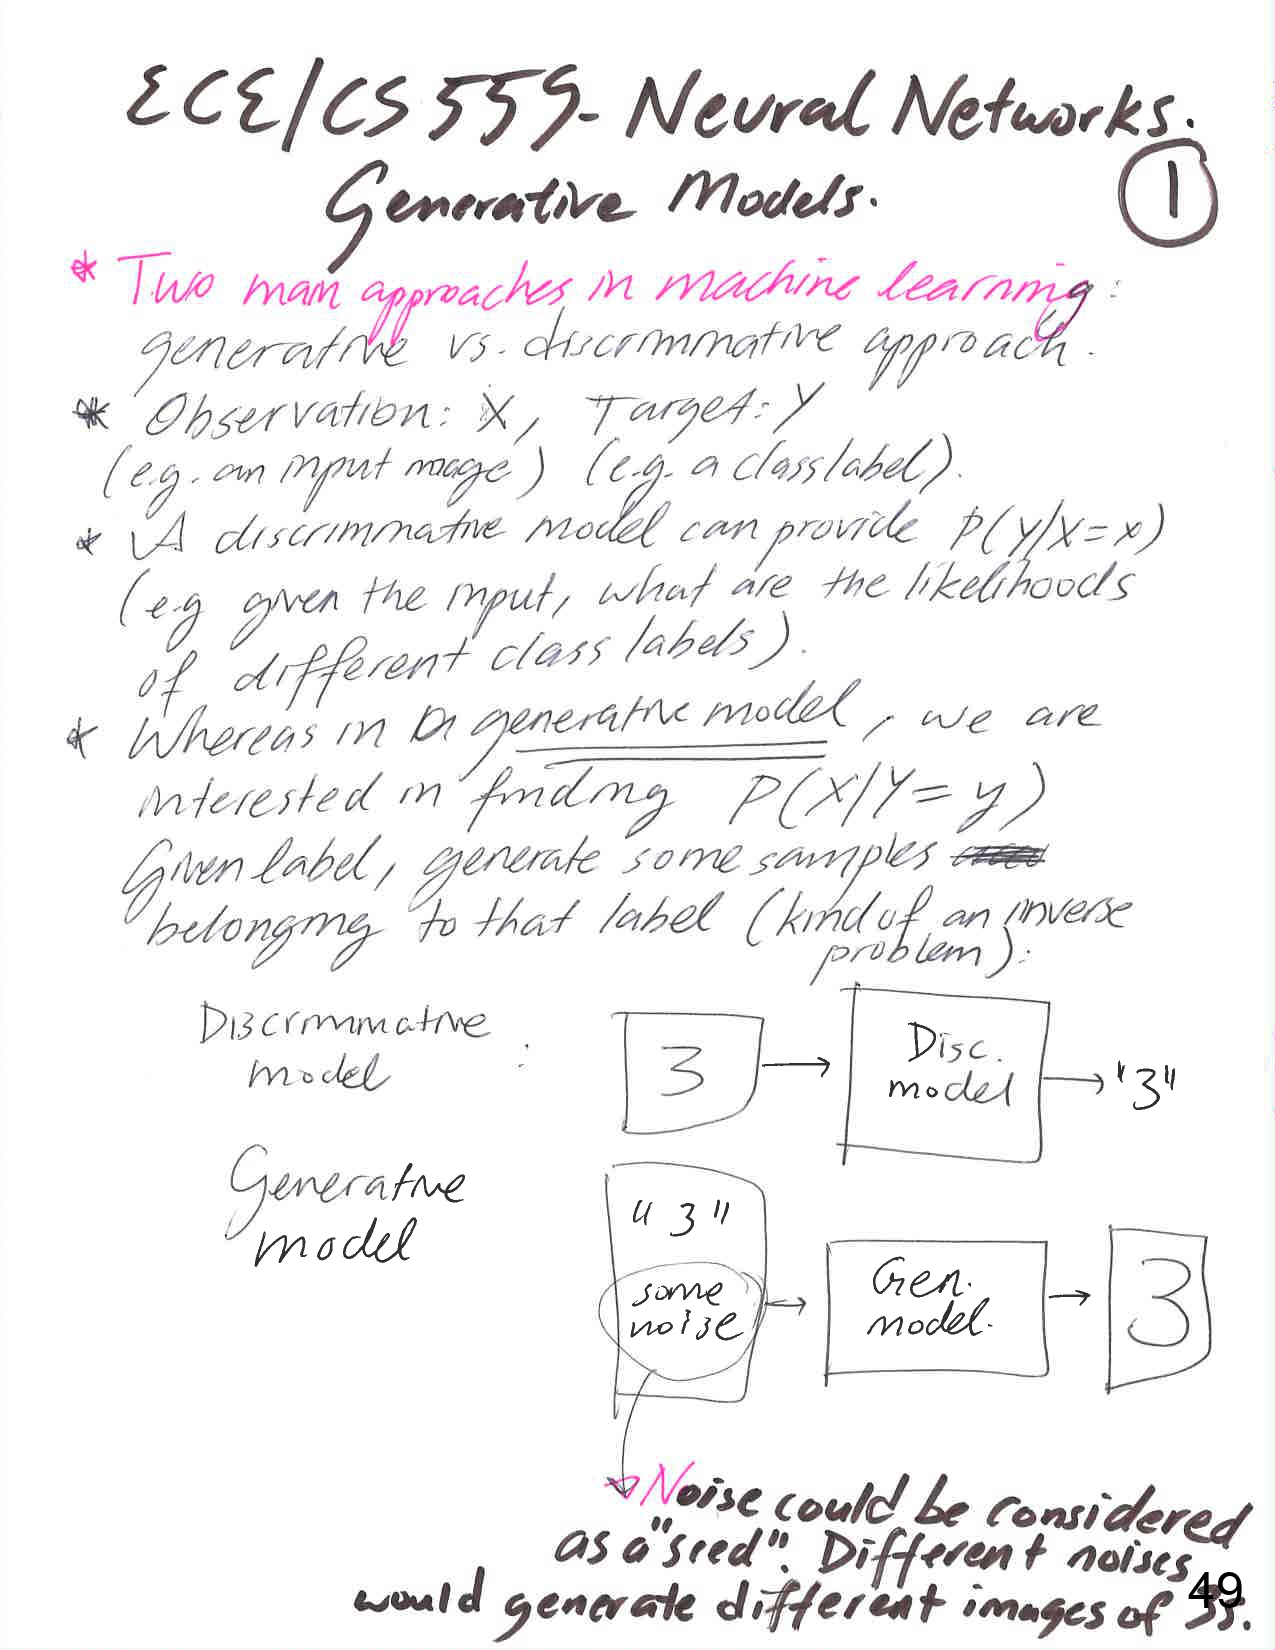 ECE/CS 559 - Neural Networks.
Generative Models.
1
* Two main approaches in machine learning:
generative vs. discriminative approach.
* Observation: X, Target: Y
(e.g. an input image) (e.g. a class label).
* A discriminative model can provide P(Y|X=x)
(e.g given the input, what are the likelihoods
of different class labels).
* Whereas in a generative model, we are
interested in finding P(X|Y=y)
Given label, generate some samples
belonging to that label (kind of an inverse
problem):
Discriminative
model :
3 → Disc.
model → "3"
Generative
model
"3"
some
noise → Gen.
model. → 3
→ Noise could be considered
as a "seed". Different noises
would generate different images of 3s.
49